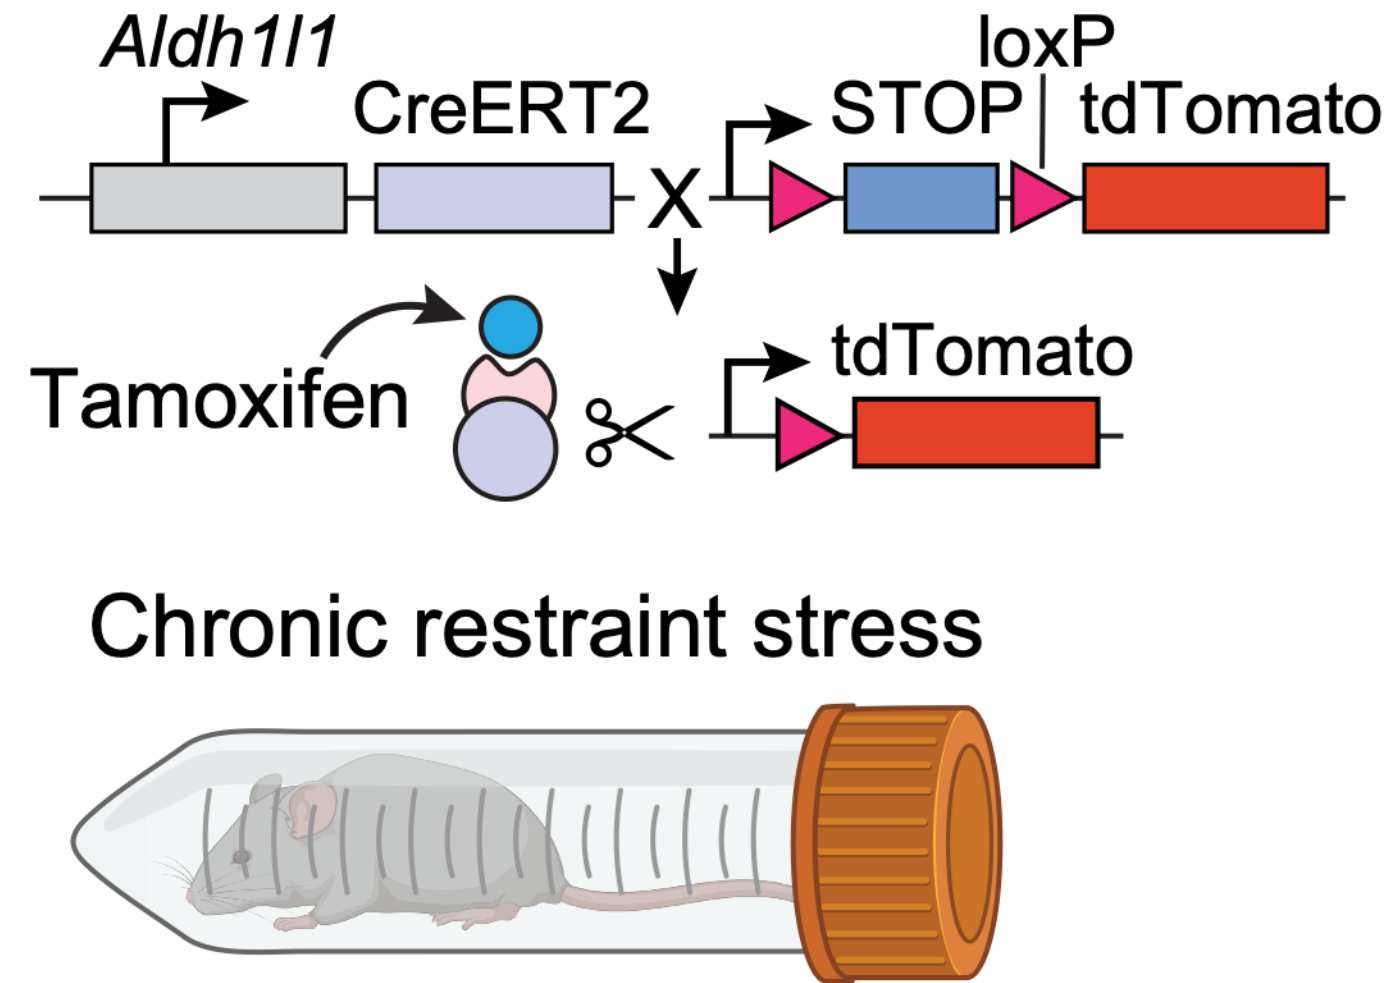 Aldh1l1
loxP
CreERT2
STOP
tdTomato
X
Tamoxifen
tdTomato
Chronic restraint stress